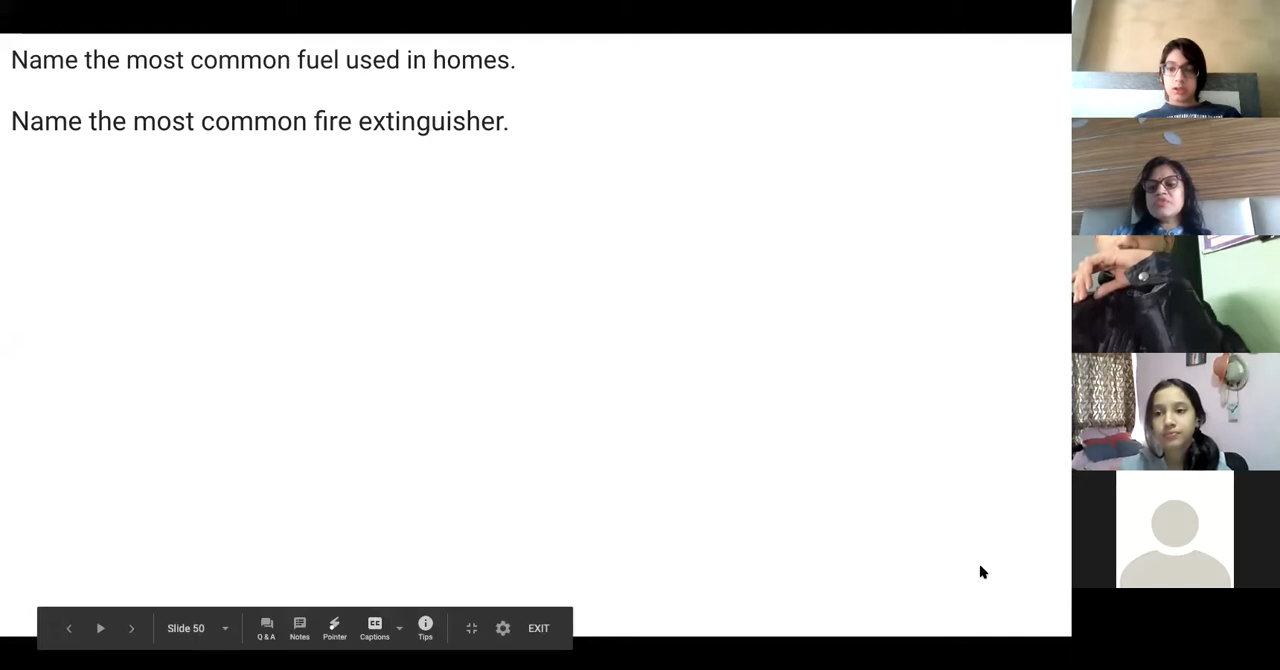 Name the most common fuel used in homes.
Name the most common fire extinguisher.
Slide 50
Q & A
Notes
Pointer
CC
Captions
Tips
EXIT